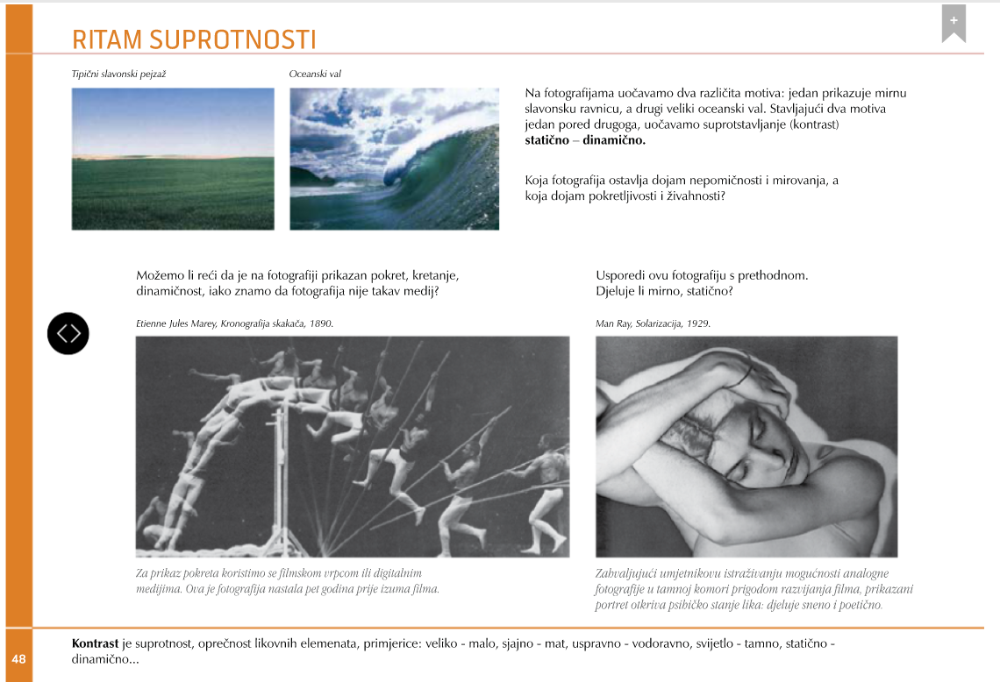 +
RITAM SUPROTNOSTI
Tipični slavonski pejzaž
Oceanski val
Na fotografijama uočavamo dva različita motiva: jedan prikazuje mirnu
slavonsku ravnicu, a drugi veliki oceanski val. Stavljajući dva motiva
jedan pored drugoga, uočavamo suprotstavljanje (kontrast)
statično – dinamično.
Koja fotografija ostavlja dojam nepomičnosti i mirovanja, a
koja dojam pokretljivosti i živahnosti?
Možemo li reći da je na fotografiji prikazan pokret, kretanje,
dinamičnost, iako znamo da fotografija nije takav medij?
Etienne Jules Marey, Kronografija skakača, 1890.
Za prikaz pokreta koristimo se filmskom vrpcom ili digitalnim
medijima. Ova je fotografija nastala pet godina prije izuma filma.
Usporedi ovu fotografiju s prethodnom.
Djeluje li mirno, statično?
Man Ray, Solarizacija, 1929.
Zahvaljujući umjetnikovu istraživanju mogućnosti analogne
fotografije u tamnoj komori prigodom razvijanja filma, prikazani
portret otkriva psihičko stanje lika: djeluje sneno i poetično.
Kontrast je suprotnost, oprečnost likovnih elemenata, primjerice: veliko - malo, sjajno - mat, uspravno - vodoravno, svijetlo - tamno, statično -
dinamično...
48